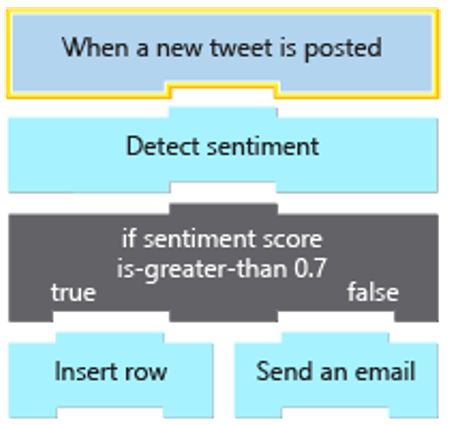 When a new tweet is posted
Detect sentiment
if sentiment score
is-greater-than 0.7
true false
Insert row Send an email